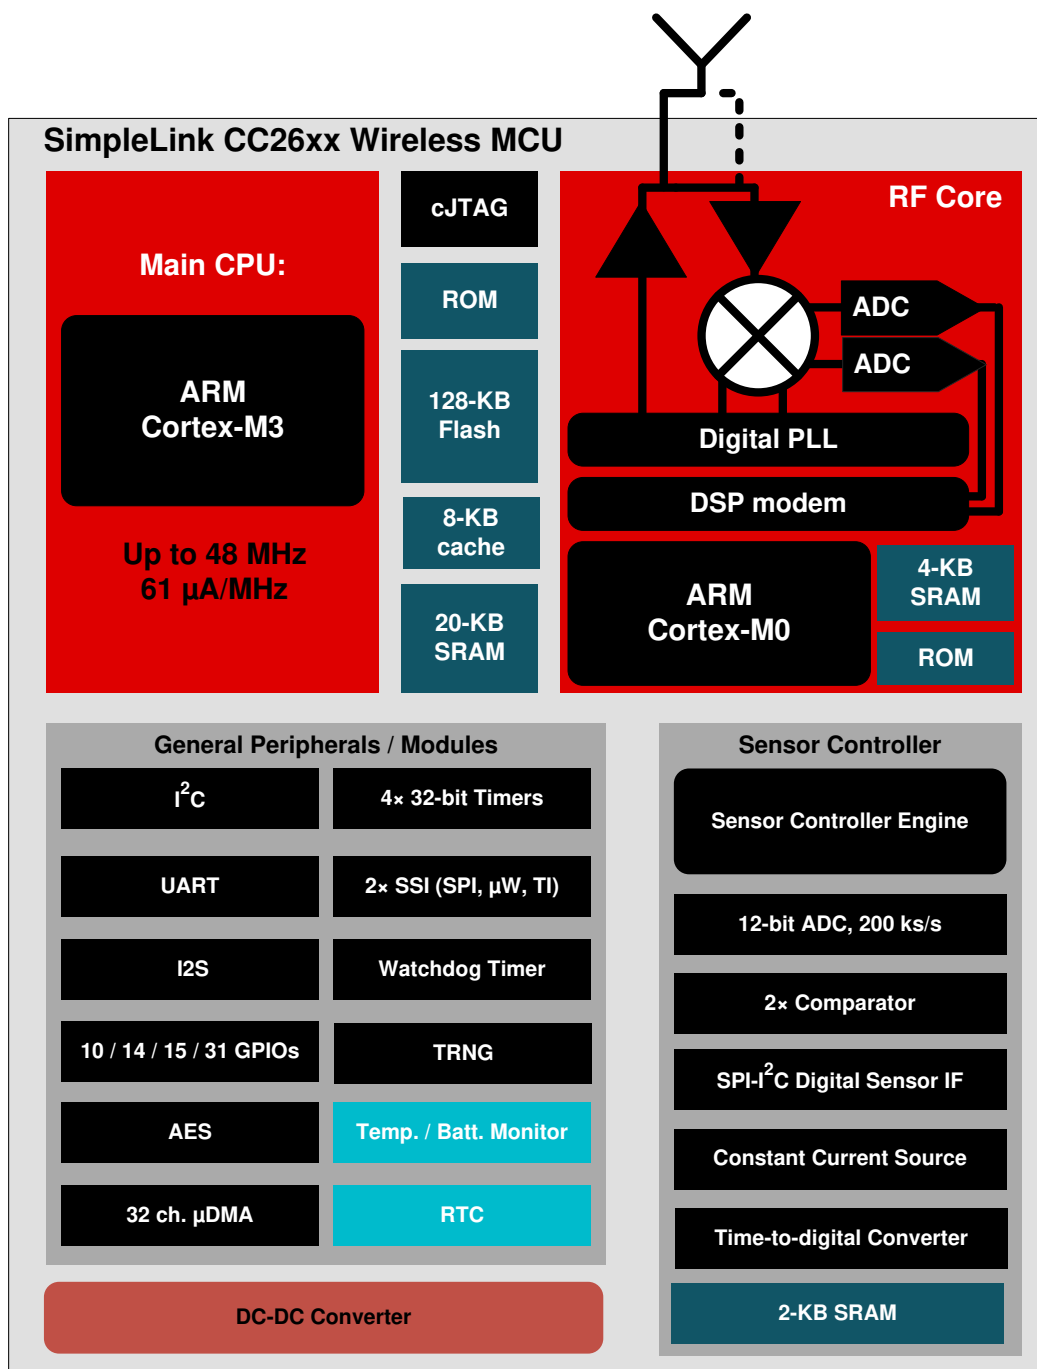 SimpleLink CC26xx Wireless MCU
Main CPU:
ARM
Cortex-M3
Up to 48 MHz
61 µA/MHz
cJTAG
ROM
128-KB
Flash
8-KB
cache
20-KB
SRAM
RF Core
ADC
ADC
Digital PLL
DSP modem
ARM
Cortex-M0
4-KB
SRAM
ROM
General Peripherals / Modules
I²C
4× 32-bit Timers
UART
2× SSI (SPI, µW, TI)
I2S
Watchdog Timer
10 / 14 / 15 / 31 GPIOs
TRNG
AES
Temp. / Batt. Monitor
32 ch. µDMA
RTC
DC-DC Converter
Sensor Controller
Sensor Controller Engine
12-bit ADC, 200 ks/s
2× Comparator
SPI-I²C Digital Sensor IF
Constant Current Source
Time-to-digital Converter
2-KB SRAM